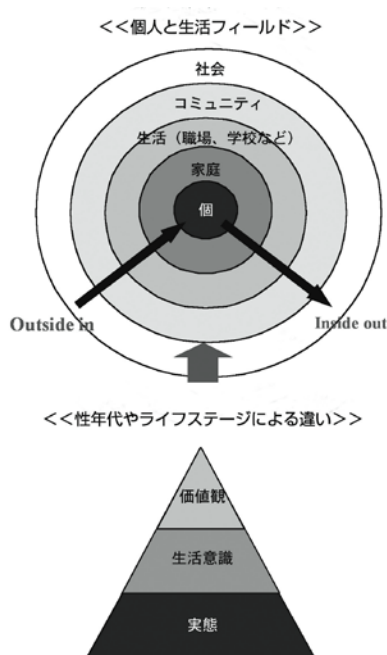 <<個人と生活フィールド>>
社会
コミュニティ
生活（職場、学校など）
家庭
個
Outside in
Inside out
<<性年代やライフステージによる違い>>
価値観
生活意識
実態